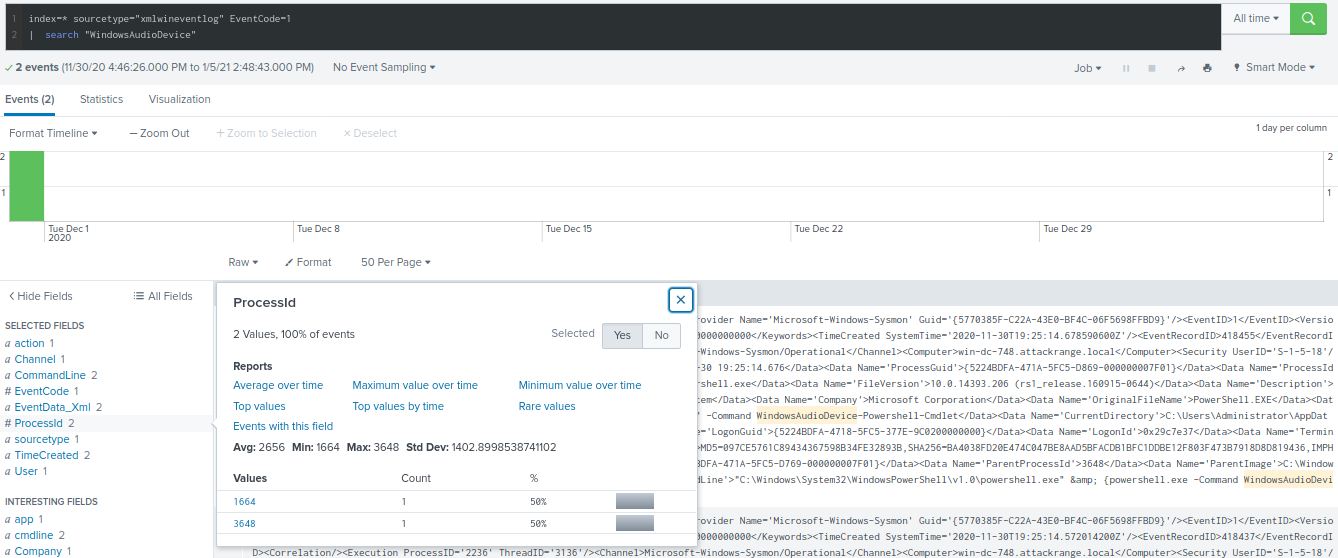 1 index=* sourcetype="xmlwineventlog" EventCode=1
2 | search "WindowsAudioDevice"
All time
2 events (11/30/20 4:46:26.000 PM to 1/5/21 2:48:43.000 PM) No Event Sampling
Job Smart Mode
Events (2) Statistics Visualization
Format Timeline — Zoom Out + Zoom to Selection × Deselect
1 day per column
2 2
1 1
Tue Dec 1 Tue Dec 8 Tue Dec 15 Tue Dec 22 Tue Dec 29
2020
Raw Format 50 Per Page
Hide Fields All Fields
SELECTED FIELDS
a action 1
a Channel 1
a CommandLine 2
# EventCode 1
a EventData_Xml 2
# ProcessId 2
a sourcetype 1
a TimeCreated 2
a User 1
INTERESTING FIELDS
a app 1
a cmdline 2
a Company 1
ProcessId
2 Values, 100% of events Selected Yes No
Reports
Average over time Maximum value over time Minimum value over time
Top values Top values by time Rare values
Events with this field
Avg: 2656 Min: 1664 Max: 3648 Std Dev: 1402.8998538741102
Values Count %
1664 1 50%
3648 1 50%
rovider Name='Microsoft-Windows-Sysmon' Guid='{5770385F-C22A-43E0-BF4C-06F5698FFBD9}'/><EventID>1</EventID><Versio
0000000000</Keywords><TimeCreated SystemTime='2020-11-30T19:25:14.678590600Z'/><EventRecordID>418455</EventRecordI
-Windows-Sysmon/Operational</Channel><Computer>win-dc-748.attackrange.local</Computer><Security UserID='S-1-5-18'/
-30 19:25:14.676</Data><Data Name='ProcessGuid'>{5224BDFA-471A-5FC5-D869-000000007F01}</Data><Data Name='ProcessId
ershell.exe</Data><Data Name='FileVersion'>10.0.14393.206 (rs1_release.160915-0644)</Data><Data Name='Description'>
tem</Data><Data Name='Company'>Microsoft Corporation</Data><Data Name='OriginalFileName'>PowerShell.EXE</Data><Dat
" -Command WindowsAudioDevice-Powershell-Cmdlet</Data><Data Name='CurrentDirectory'>C:\Users\Administrator\AppDat
='LogonGuid'>{5224BDFA-4718-5FC5-377E-9C0200000000}</Data><Data Name='LogonId'>0x29c7e37</Data><Data Name='Termin
MD5=097CE5761C89434367598B34FE32893B,SHA256=BA4038FD20E474C047BE8AAD5BFACDB1BFC1DDBE12F803F473B7918D8D819436,IMPH
BDFA-471A-5FC5-D769-000000007F01}</Data><Data Name='ParentProcessId'>3648</Data><Data Name='ParentImage'>C:\Window
dLine'>"C:\Windows\System32\WindowsPowerShell\v1.0\powershell.exe" &amp; {powershell.exe -Command WindowsAudioDevi
rovider Name='Microsoft-Windows-Sysmon' Guid='{5770385F-C22A-43E0-BF4C-06F5698FFBD9}'/><EventID>1</EventID><Versio
0000000000</Keywords><TimeCreated SystemTime='2020-11-30T19:25:14.572014200Z'/><EventRecordID>418437</EventRecordI
D><Correlation/><Execution ProcessID='2236' ThreadID='3136'/><Channel>Microsoft-Windows-Sysmon/Operational</Channel><Computer>win-dc-748.attackrange.local</Computer><Security UserID='S-1-5-18'/